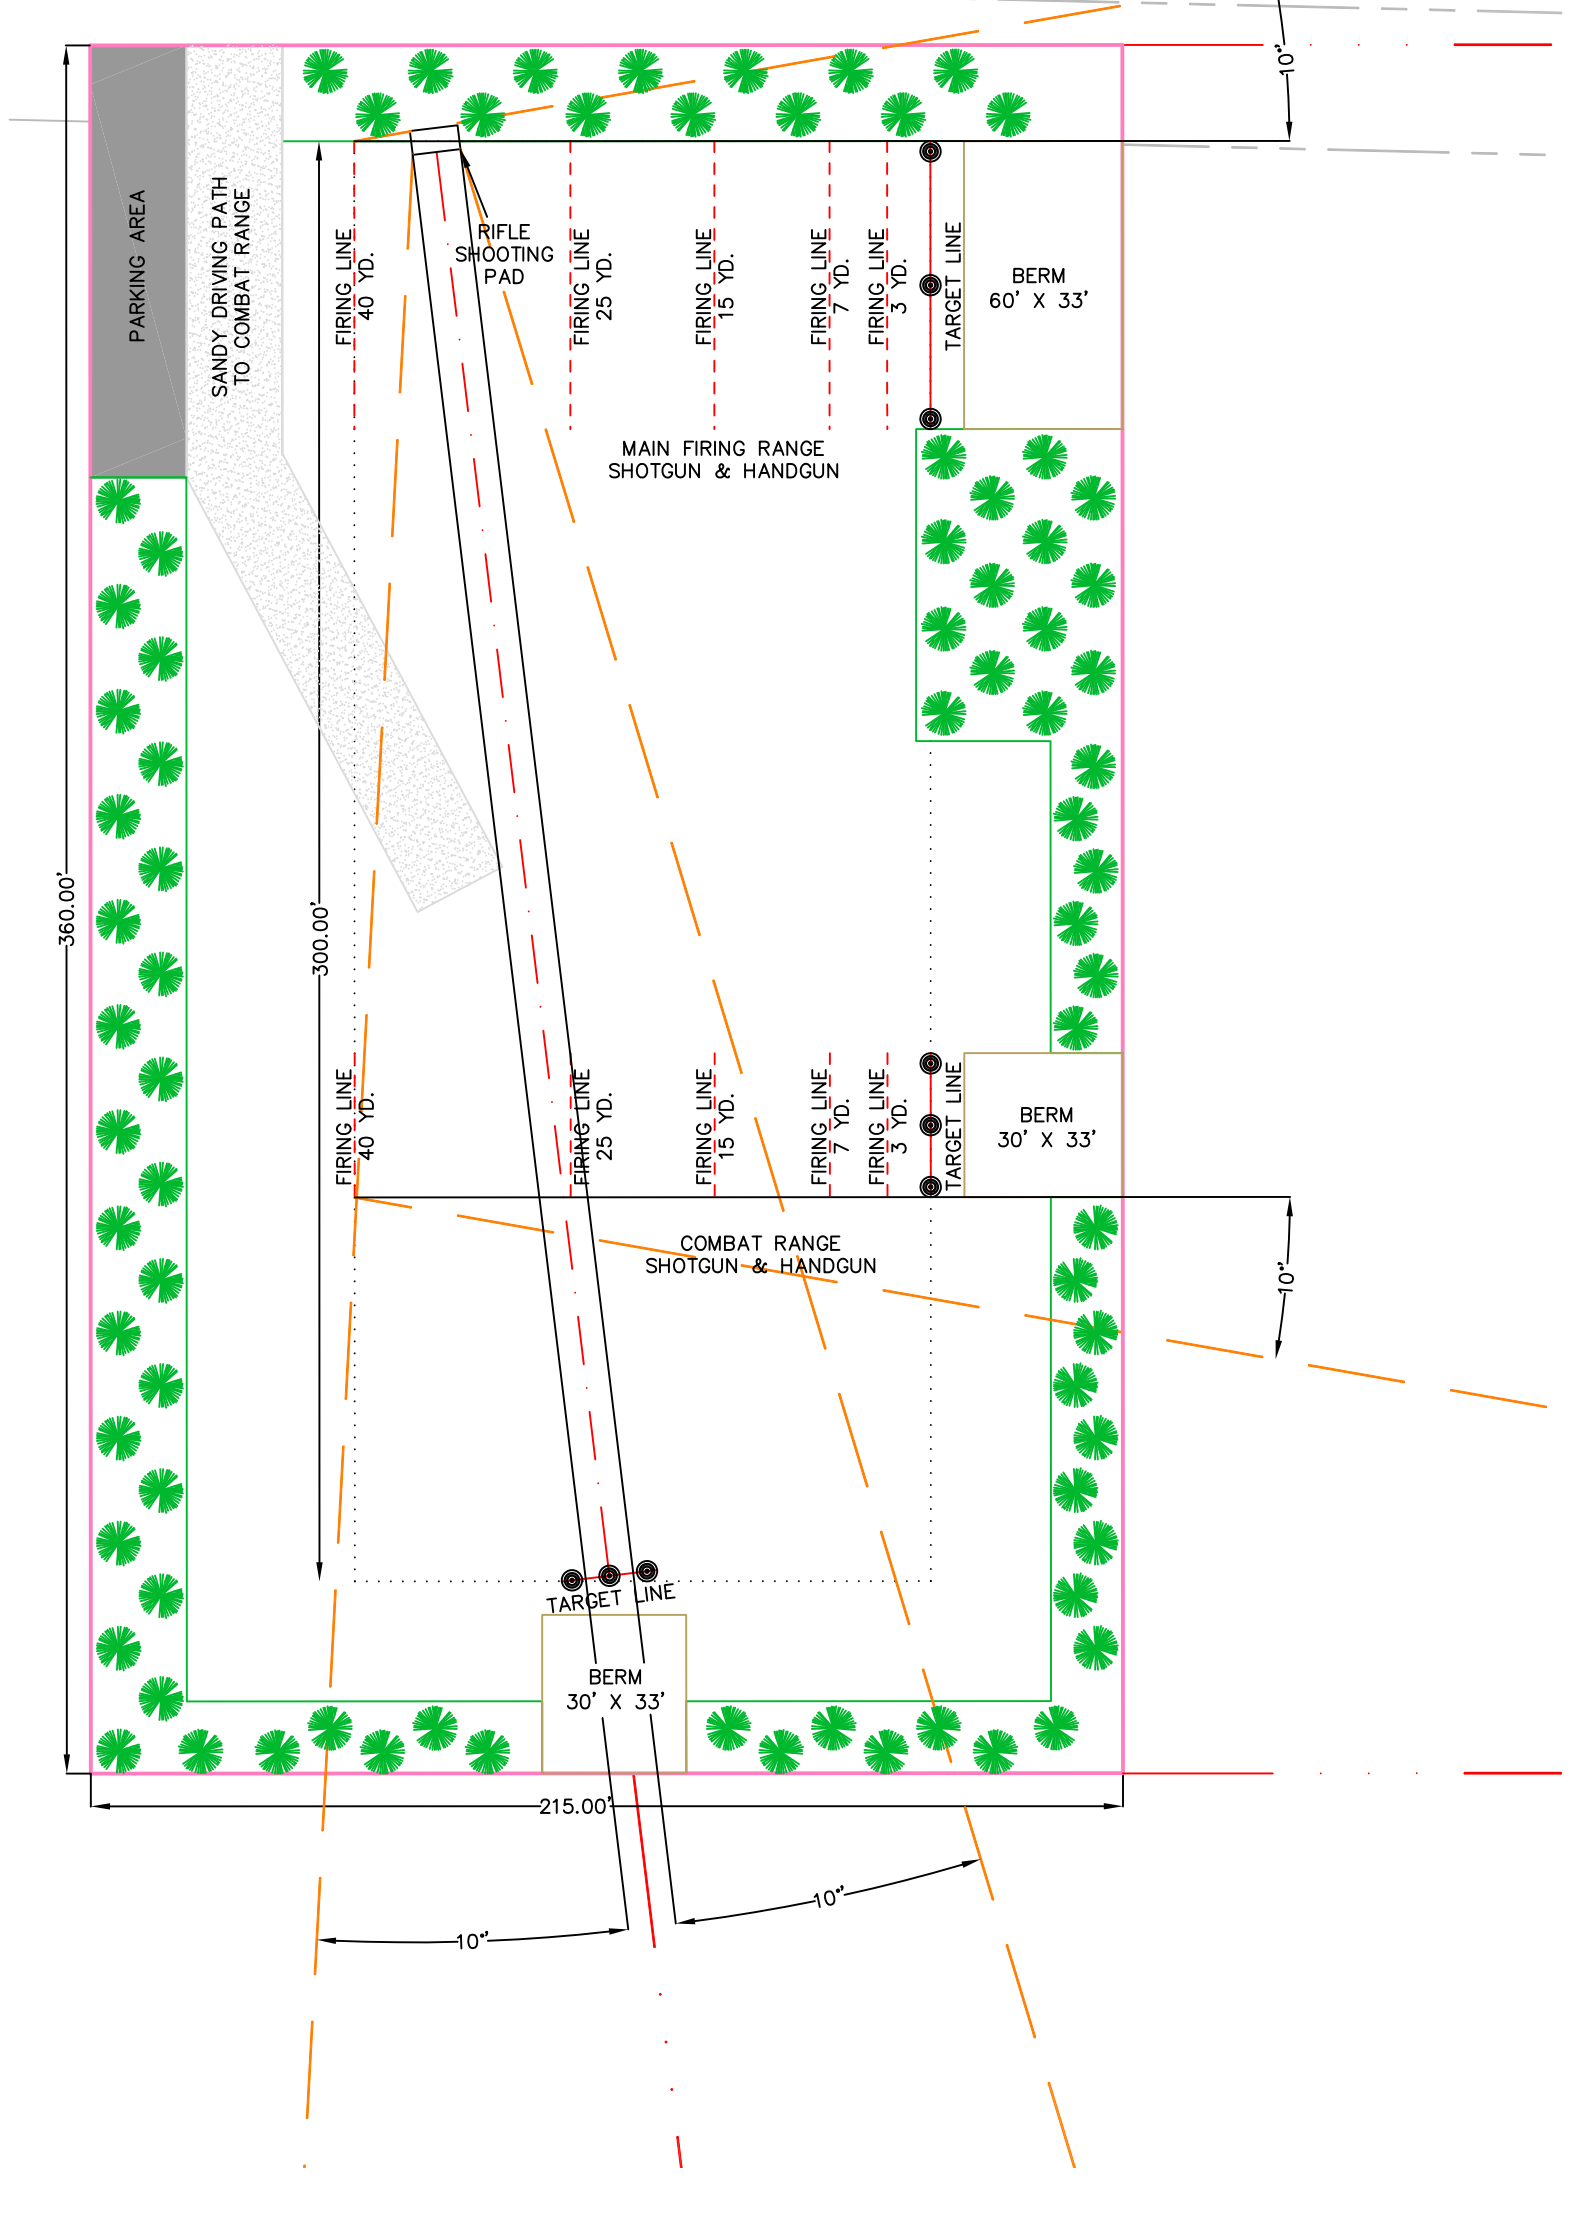 10°'
PARKING AREA
SANDY DRIVING PATH
TO COMBAT RANGE
FIRING LINE
40 YD.
RIFLE
SHOOTING
PAD
FIRING LINE
25 YD.
FIRING LINE
15 YD.
FIRING LINE
7 YD.
FIRING LINE
3 YD.
TARGET LINE
BERM
60' X 33'
MAIN FIRING RANGE
SHOTGUN & HANDGUN
360.00'
300.00'
FIRING LINE
40 YD.
FIRING LINE
25 YD.
FIRING LINE
15 YD.
FIRING LINE
7 YD.
FIRING LINE
3 YD.
TARGET LINE
BERM
30' X 33'
COMBAT RANGE
SHOTGUN & HANDGUN
10°'
TARGET LINE
BERM
30' X 33'
215.00'
10°'
10°'